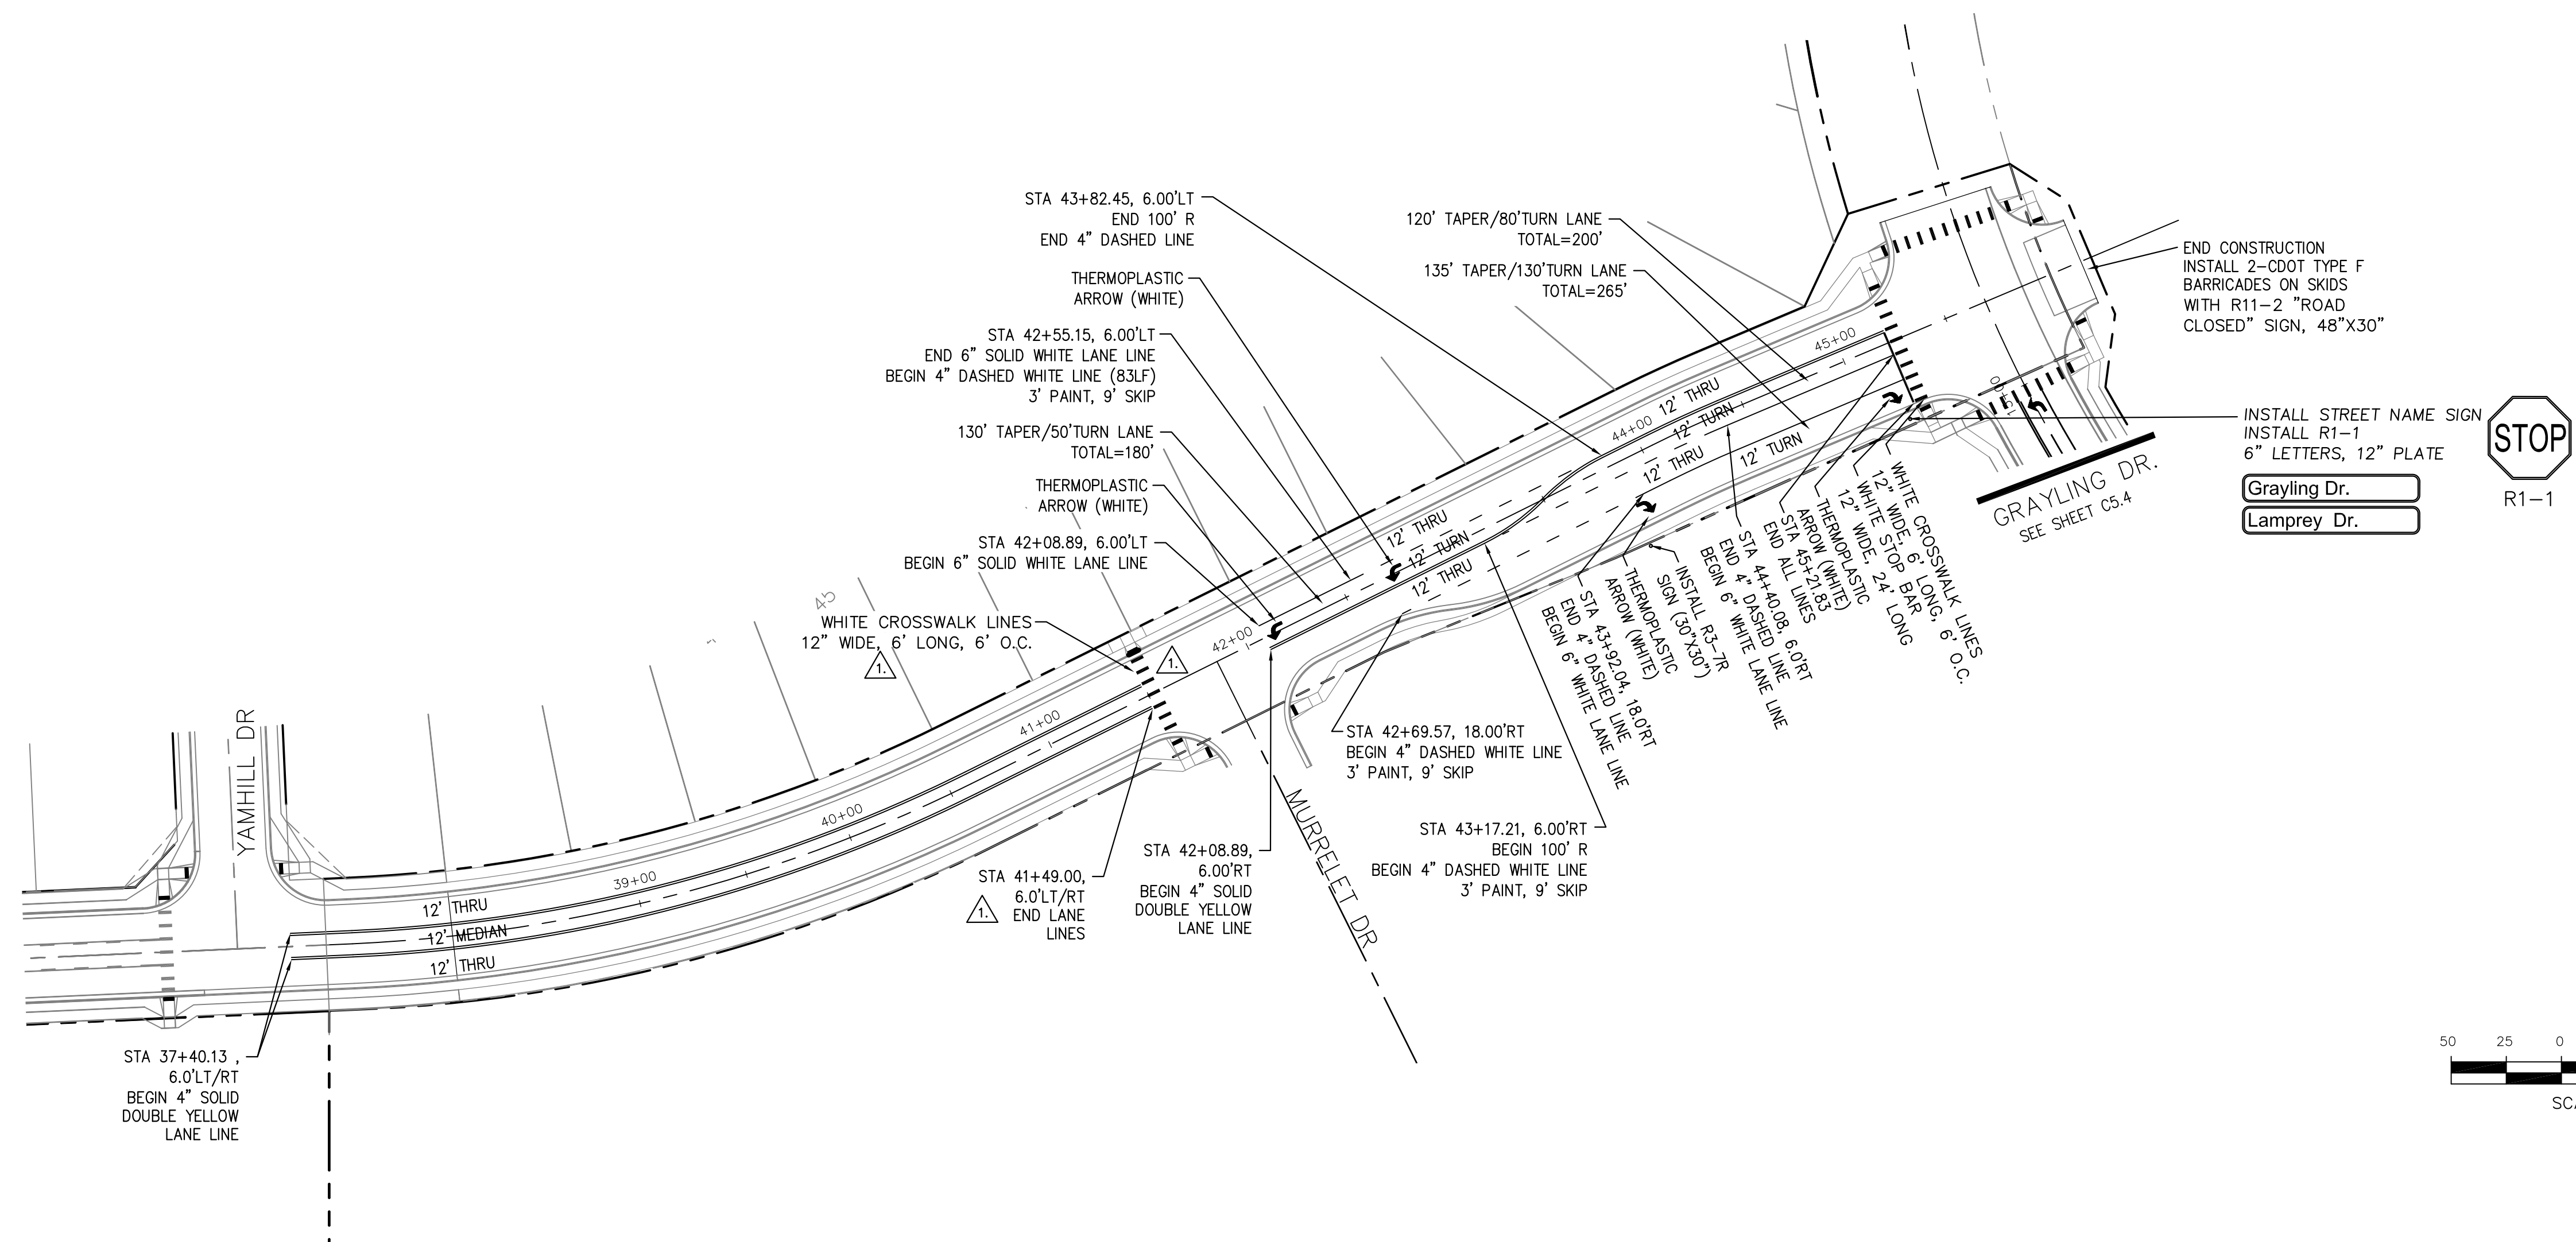 STA 43+82.45, 6.00'LT
END 100' R
END 4" DASHED LINE
THERMOPLASTIC
ARROW (WHITE)
STA 42+55.15, 6.00'LT
END 6" SOLID WHITE LANE LINE
BEGIN 4" DASHED WHITE LINE (83LF)
3' PAINT, 9' SKIP
130' TAPER/50'TURN LANE
TOTAL=180'
THERMOPLASTIC
ARROW (WHITE)
STA 42+08.89, 6.00'LT
BEGIN 6" SOLID WHITE LANE LINE
45
WHITE CROSSWALK LINES
12" WIDE, 6' LONG, 6' O.C.
1.
1.
120' TAPER/80'TURN LANE
TOTAL=200'
135' TAPER/130'TURN LANE
TOTAL=265'
END CONSTRUCTION
INSTALL 2-CDOT TYPE F
BARRICADES ON SKIDS
WITH R11-2 "ROAD
CLOSED" SIGN, 48"X30"
INSTALL STREET NAME SIGN
INSTALL R1-1
6" LETTERS, 12" PLATE
Grayling Dr.
Lamprey Dr.
STOP
R1-1
GRAYLING DR.
SEE SHEET C5.4
45+00
44+00
12' THRU
12' TURN
12' THRU
12' TURN
12' THRU
12' TURN
12' THRU
42+00
41+00
40+00
39+00
12' THRU
12' MEDIAN
12' THRU
YAMHILL DR
MURRELET DR
WHITE CROSSWALK LINES
12" WIDE, 6' LONG, 6' O.C.
WHITE STOP BAR
12" WIDE, 24' LONG
THERMOPLASTIC
ARROW (WHITE)
STA 45+21.83
END ALL LINES
STA 44+40.08, 6.0'RT
END 4" DASHED LINE
BEGIN 6" WHITE LANE LINE
INSTALL R3-7R
SIGN (30"X30")
THERMOPLASTIC
ARROW (WHITE)
STA 43+92.04, 18.0'RT
END 4" DASHED LINE
BEGIN 6" WHITE LANE LINE
STA 42+69.57, 18.00'RT
BEGIN 4" DASHED WHITE LINE
3' PAINT, 9' SKIP
STA 43+17.21, 6.00'RT
BEGIN 100' R
BEGIN 4" DASHED WHITE LINE
3' PAINT, 9' SKIP
STA 42+08.89,
6.00'RT
BEGIN 4" SOLID
DOUBLE YELLOW
LANE LINE
STA 41+49.00,
6.0'LT/RT
1.
END LANE
LINES
STA 37+40.13 ,
6.0'LT/RT
BEGIN 4" SOLID
DOUBLE YELLOW
LANE LINE
50 25 0